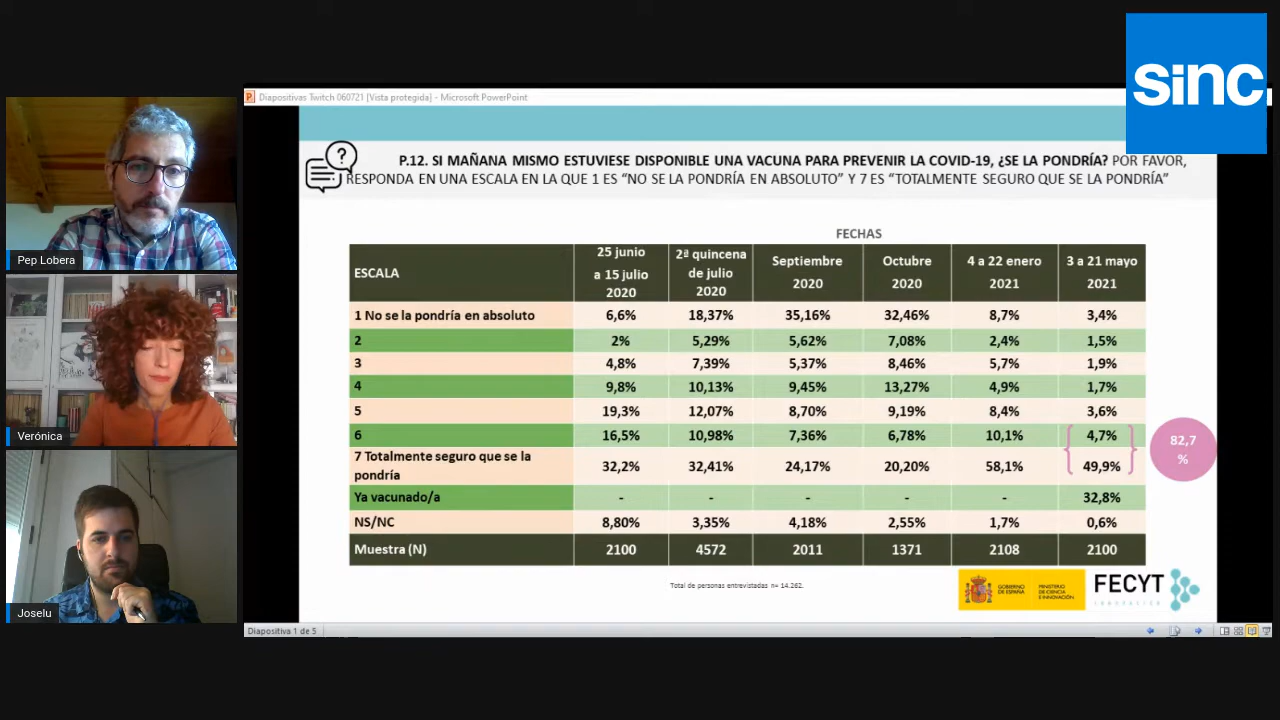 sinc.
Diapositivas Twitch 060721 [Vista protegida] - Microsoft PowerPoint
P.12. SI MAÑANA MISMO ESTUVIESE DISPONIBLE UNA VACUNA PARA PREVENIR LA COVID-19, ¿SE LA PONDRÍA? POR FAVOR,
RESPONDA EN UNA ESCALA EN LA QUE 1 ES “NO SE LA PONDRÍA EN ABSOLUTO” Y 7 ES “TOTALMENTE SEGURO QUE SE LA PONDRÍA”
FECHAS
ESCALA
25 junio
a 15 julio
2020
2ª quincena
de julio
2020
Septiembre
2020
Octubre
2020
4 a 22 enero
2021
3 a 21 mayo
2021
1 No se la pondría en absoluto 6,6% 18,37% 35,16% 32,46% 8,7% 3,4%
2 2% 5,29% 5,62% 7,08% 2,4% 1,5%
3 4,8% 7,39% 5,37% 8,46% 5,7% 1,9%
4 9,8% 10,13% 9,45% 13,27% 4,9% 1,7%
5 19,3% 12,07% 8,70% 9,19% 8,4% 3,6%
6 16,5% 10,98% 7,36% 6,78% 10,1% 4,7%
7 Totalmente seguro que se la
pondría 32,2% 32,41% 24,17% 20,20% 58,1% 49,9%
82,7
%
Ya vacunado/a - - - - - 32,8%
NS/NC 8,80% 3,35% 4,18% 2,55% 1,7% 0,6%
Muestra (N) 2100 4572 2011 1371 2108 2100
Total de personas entrevistadas n= 14.262.
GOBIERNO
DE ESPAÑA
MINISTERIO
DE CIENCIA
E INNOVACIÓN
FECYT
INNOVACIÓN
Diapositiva 1 de 5
Pep Lobera
Verónica
Joselu